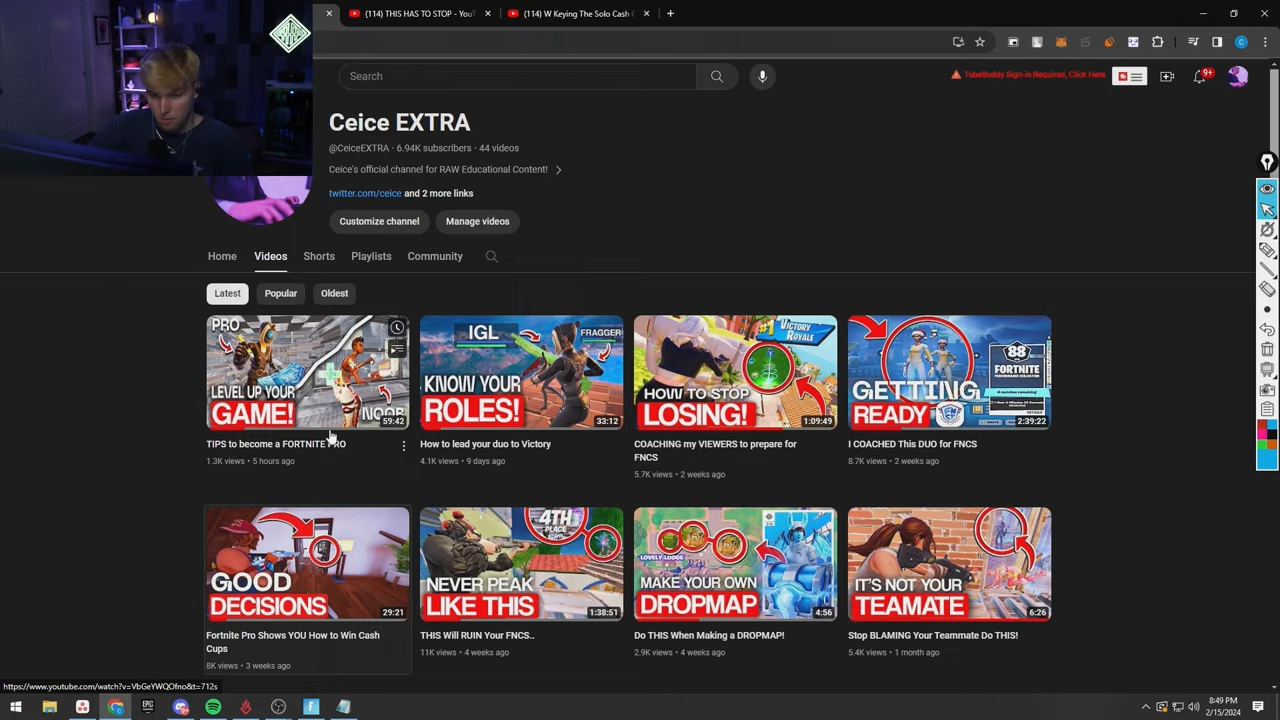 (114) THIS HAS TO STOP - YouT
(114) W Keying The Solo Cash C
Search
TubeBuddy Sign-in Required, Click Here
9+
C
Ceice EXTRA
@CeiceEXTRA · 6.94K subscribers · 44 videos
Ceice's official channel for RAW Educational Content!
twitter.com/ceice and 2 more links
Customize channel
Manage videos
Home
Videos
Shorts
Playlists
Community
Latest
Popular
Oldest
PRO
LEVEL UP YOUR
GAME!
NOOB
59:42
IGL
FRAGGER
KNOW YOUR
ROLES!
33:12
#1 VICTORY
ROYALE
HOW TO STOP
LOSING!
1:09:49
88
FORTNITE
GETTING
READY
2:39:22
TIPS to become a FORTNITE PRO
1.3K views · 5 hours ago
How to lead your duo to Victory
4.1K views · 9 days ago
COACHING my VIEWERS to prepare for
FNCS
5.7K views · 2 weeks ago
I COACHED This DUO for FNCS
8.7K views · 2 weeks ago
GOOD
DECISIONS
29:21
4TH
PLACE
NEVER PEAK
LIKE THIS
1:38:51
LOVELY LODGE
MAKE YOUR OWN
DROPMAP
4:56
IT'S NOT YOUR
TEAMATE
6:26
Fortnite Pro Shows YOU How to Win Cash
Cups
8K views · 3 weeks ago
THIS Will RUIN Your FNCS..
11K views · 4 weeks ago
Do THIS When Making a DROPMAP!
2.9K views · 4 weeks ago
Stop BLAMING Your Teammate Do THIS!
5.4K views · 1 month ago
https://www.youtube.com/watch?v=VbGeYWQOfno&t=712s
EPIC
8:49 PM
2/15/2024